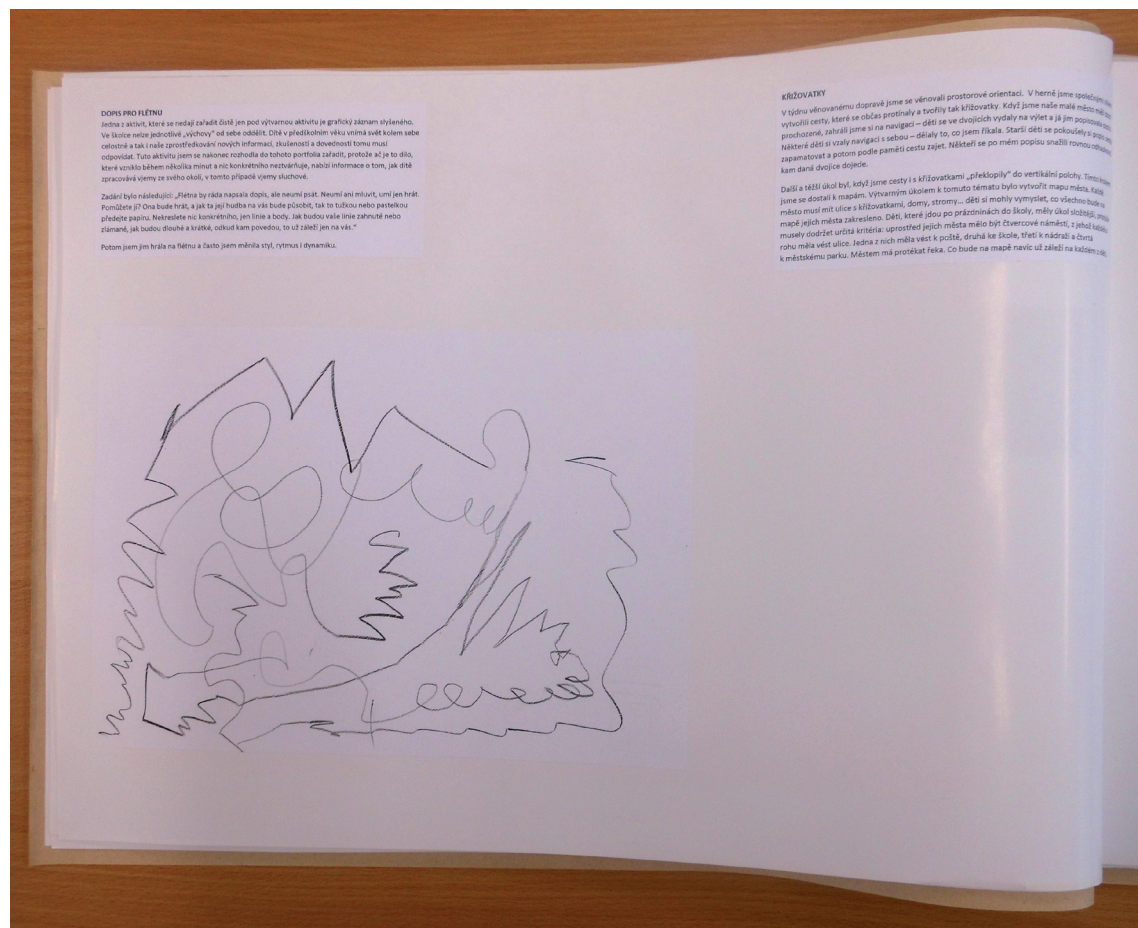 DOPIS PRO FLÉTNU
Jedna z aktivit, které se nedají zařadit čistě jen pod výtvarnou aktivitu je grafický záznam slyšeného.
Ve školce nelze jednotlivé „výchovy" od sebe oddělit. Dítě v předškolním věku vnímá svět kolem sebe
celostně a tak i naše zprostředkování nových informací, zkušeností a dovedností tomu musí
odpovídat. Tuto aktivitu jsem se nakonec rozhodla do tohoto portfolia zařadit, protože ač je to dílo,
které vzniklo během několika minut a nic konkrétního neztvárňuje, nabízí informace o tom, jak dítě
zpracovává vjemy ze svého okolí, v tomto případě vjemy sluchové.
Zadání bylo následující: „Flétna by ráda napsala dopis, ale neumí psát. Neumí ani mluvit, umí jen hrát.
Pomůžete jí? Ona bude hrát, a jak ta její hudba na vás bude působit, tak to tužkou nebo pastelkou
předejte papíru. Nekreslete nic konkrétního, jen linie a body. Jak budou vaše linie zahnuté nebo
zlámané, jak budou dlouhé a krátké, odkud kam povedou, to už záleží jen na vás."
Potom jsem jim hrála na flétnu a často jsem měnila styl, rytmus i dynamiku.
KŘIŽOVATKY
V týdnu věnovanému dopravě jsme se věnovali prostorové orientaci. V herně jsme společnými
vytvořili cesty, které se občas protínaly a tvořily tak křižovatky. Když jsme naše malé město měli
prochozené, zahráli jsme si na navigaci – děti se ve dvojicích vydaly na výlet a já jim popisovala
Některé děti si vzaly navigaci s sebou – dělaly to, co jsem říkala. Starší děti se pokoušely si popis
zapamatovat a potom podle paměti cestu zajet. Někteří se po mém popisu snažili rovnou odhadnout,
kam daná dvojice dojede.
Další a těžší úkol byl, když jsme cesty i s křižovatkami „překlopily" do vertikální polohy. Tímto
jsme se dostali k mapám. Výtvarným úkolem k tomuto tématu bylo vytvořit mapu města. Každé
město musí mít ulice s křižovatkami, domy, stromy… děti si mohly vymyslet, co všechno bude na
mapě jejich města zakresleno. Děti, které jdou po prázdninách do školy, měly úkol složitější,
musely dodržet určitá kritéria: uprostřed jejich města mělo být čtvercové náměstí, z jehož každého
rohu měla vést ulice. Jedna z nich měla vést k poště, druhá ke škole, třetí k nádraží a čtvrtá
k městskému parku. Městem má protékat řeka. Co bude na mapě navíc už záleží na každém z dětí.